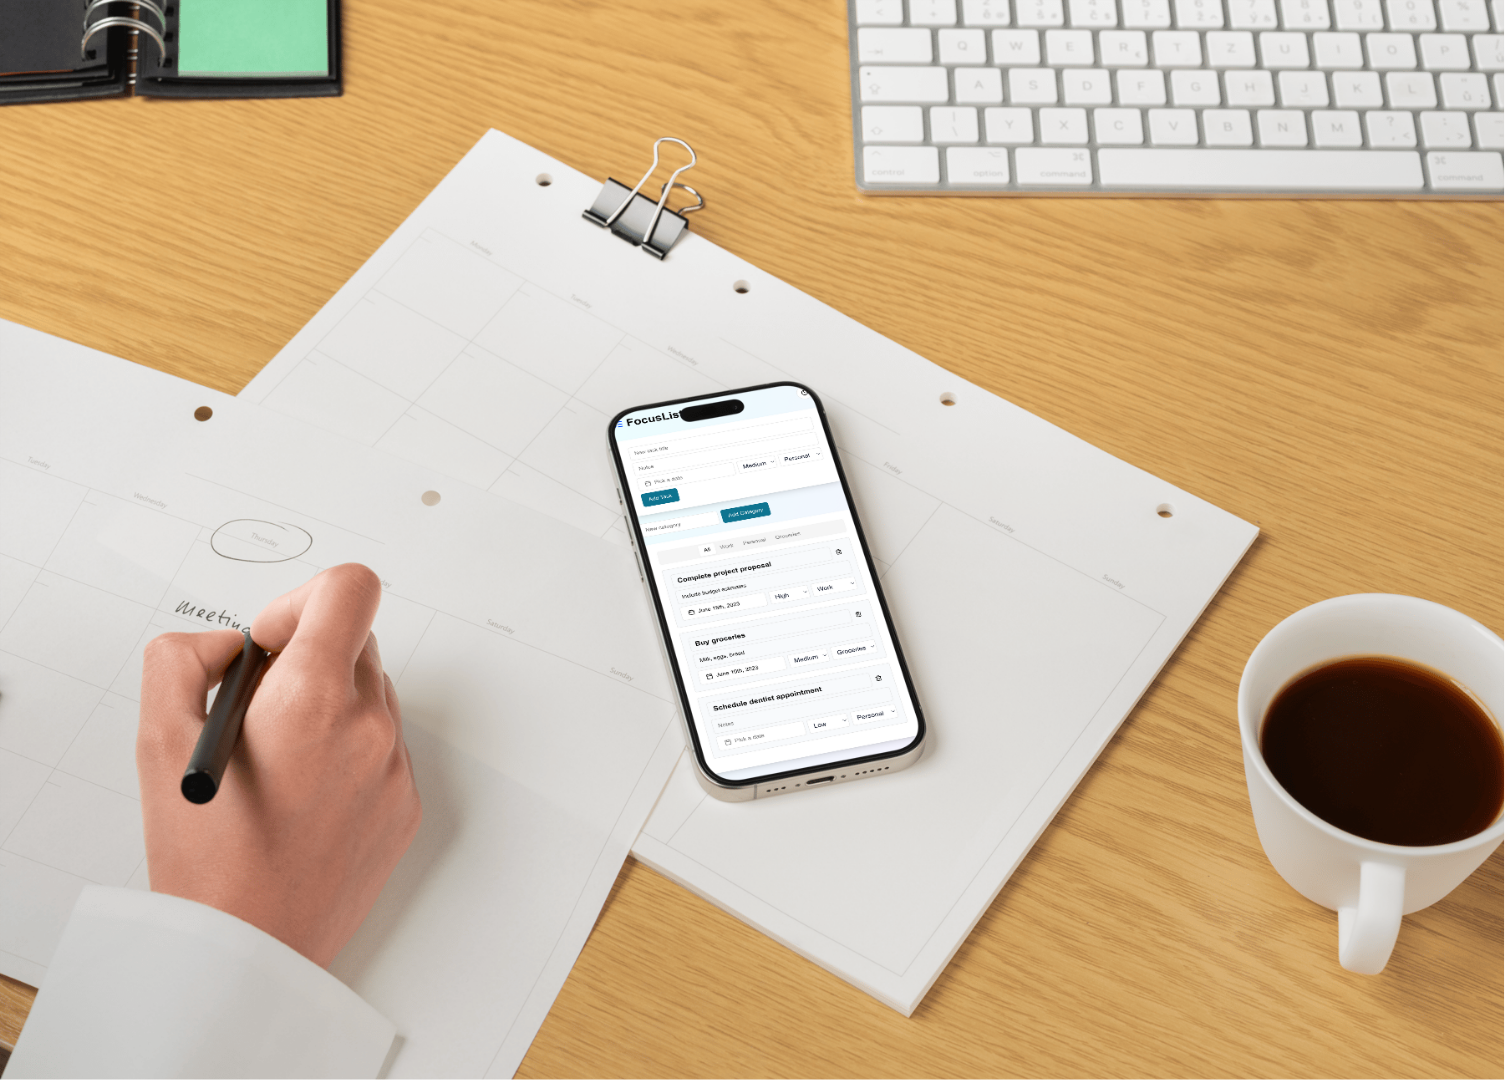 Q W E R T Z U I O P
A S D F G H J K L
Y X C V B N M
control option command command
Monday
Tuesday
Wednesday
Friday
Saturday
Sunday
Tuesday
Wednesday
Thursday
Saturday
Sunday
Meeting
FocusList
New task title
Notes
Pick a date Medium Personal
Add Task
New category Add Category
All Work Personal Groceries
Complete project proposal
Include budget estimates
June 15th, 2023 High Work
Buy groceries
Milk, eggs, bread
June 10th, 2023 Medium Groceries
Schedule dentist appointment
Notes
Pick a date Low Personal